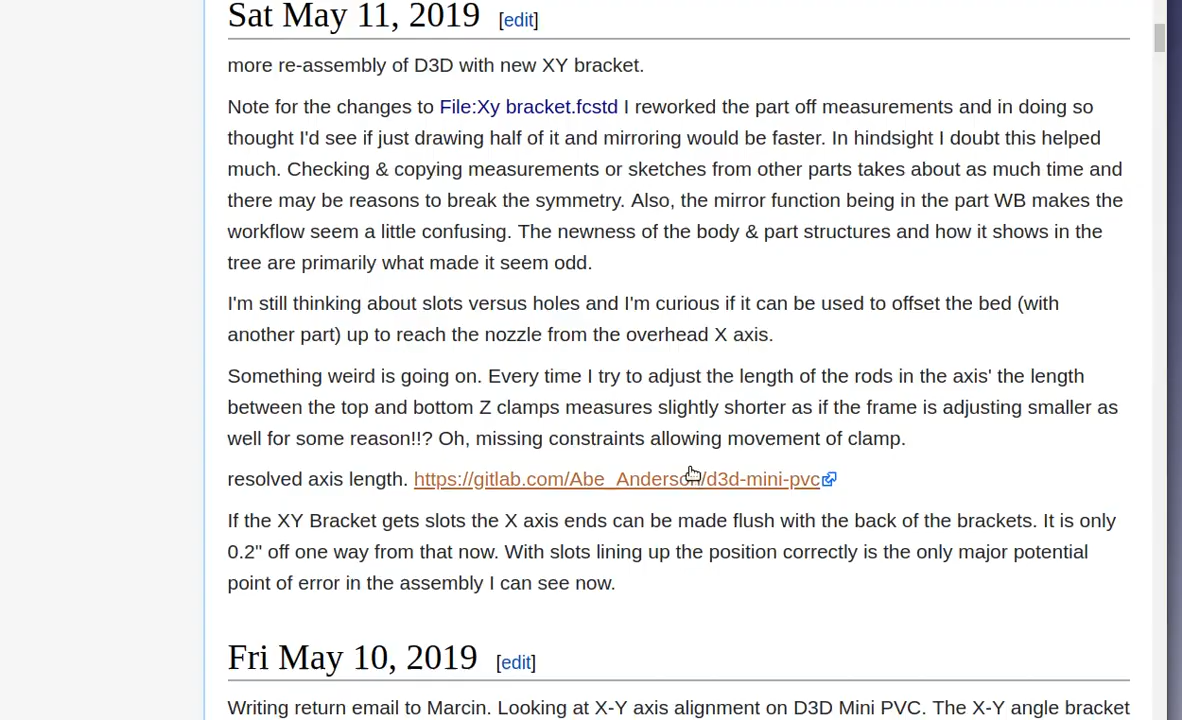 Sat May 11, 2019 [edit]
more re-assembly of D3D with new XY bracket.
Note for the changes to File:Xy bracket.fcstd I reworked the part off measurements and in doing so
thought I'd see if just drawing half of it and mirroring would be faster. In hindsight I doubt this helped
much. Checking & copying measurements or sketches from other parts takes about as much time and
there may be reasons to break the symmetry. Also, the mirror function being in the part WB makes the
workflow seem a little confusing. The newness of the body & part structures and how it shows in the
tree are primarily what made it seem odd.
I'm still thinking about slots versus holes and I'm curious if it can be used to offset the bed (with
another part) up to reach the nozzle from the overhead X axis.
Something weird is going on. Every time I try to adjust the length of the rods in the axis' the length
between the top and bottom Z clamps measures slightly shorter as if the frame is adjusting smaller as
well for some reason!!? Oh, missing constraints allowing movement of clamp.
resolved axis length. https://gitlab.com/Abe_Anderson/d3d-mini-pvc
If the XY Bracket gets slots the X axis ends can be made flush with the back of the brackets. It is only
0.2" off one way from that now. With slots lining up the position correctly is the only major potential
point of error in the assembly I can see now.
Fri May 10, 2019 [edit]
Writing return email to Marcin. Looking at X-Y axis alignment on D3D Mini PVC. The X-Y angle bracket